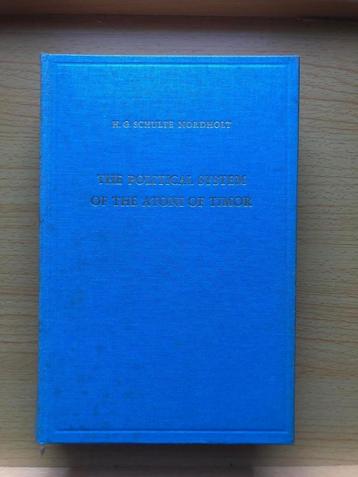 H. G. SCHULTE NORDHOLT
THE POLITICAL SYSTEM
OF THE ATONI OF TIMOR